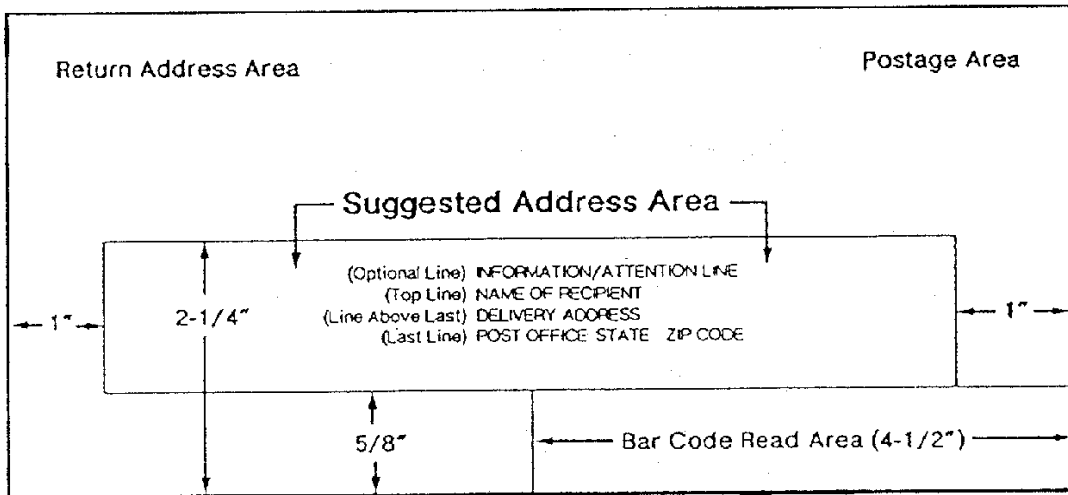 Return Address Area
Postage Area
Suggested Address Area
(Optional Line) INFORMATION/ATTENTION LINE
(Top Line) NAME OF RECIPIENT
(Line Above Last) DELIVERY ADDRESS
(Last Line) POST OFFICE STATE ZIP CODE
1"
2-1/4"
1"
5/8"
Bar Code Read Area (4-1/2")